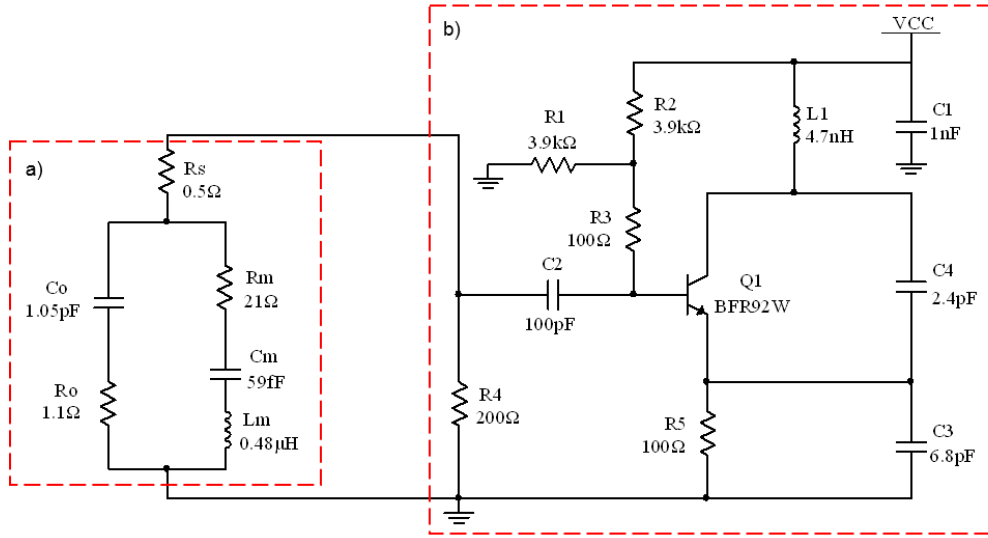 b)
VCC
R1
3.9kΩ
R2
3.9kΩ
L1
4.7nH
C1
1nF
a)
Rs
0.5Ω
R3
100Ω
Co
1.05pF
Rm
21Ω
C2
100pF
Q1
BFR92W
C4
2.4pF
Cm
59fF
Ro
1.1Ω
Lm
0.48μH
R4
200Ω
R5
100Ω
C3
6.8pF